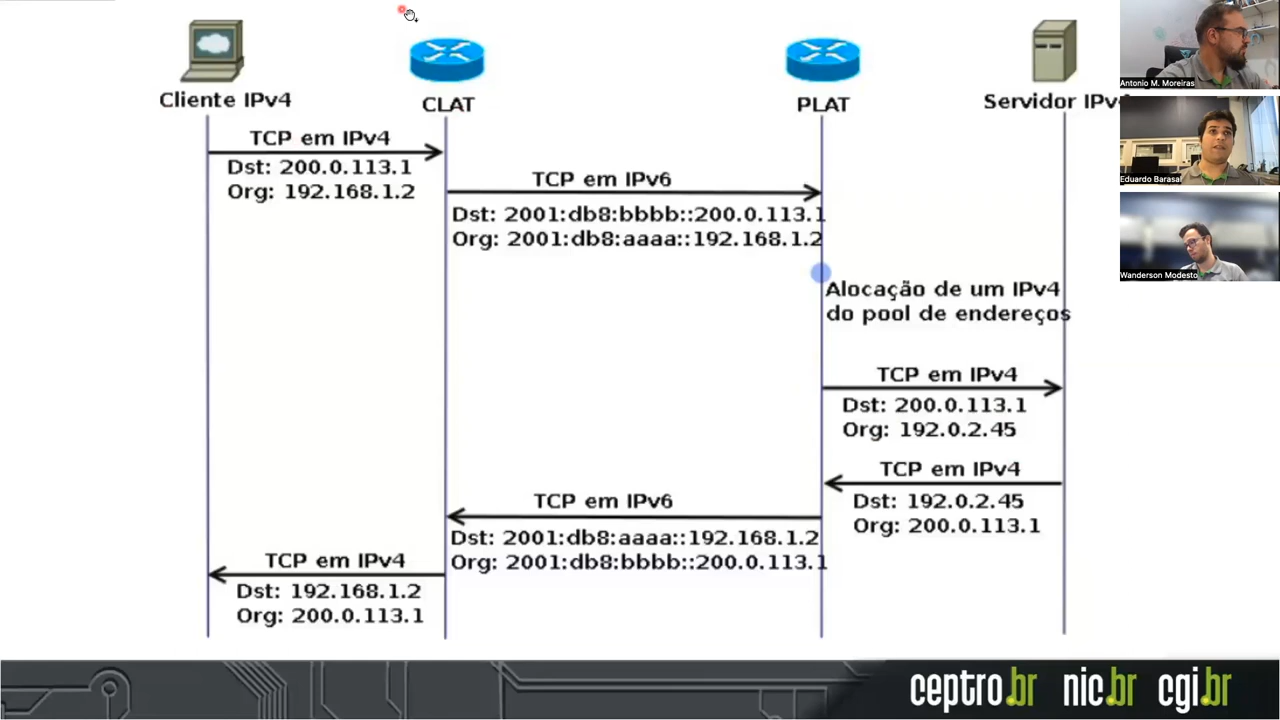 Cliente IPv4
CLAT
PLAT
Servidor IPv
Antonio M. Moreiras
Eduardo Barasal
Wanderson Modesto
TCP em IPv4
Dst: 200.0.113.1
Org: 192.168.1.2
TCP em IPv6
Dst: 2001:db8:bbbb::200.0.113.1
Org: 2001:db8:aaaa::192.168.1.2
Alocação de um IPv4
do pool de endereços
TCP em IPv4
Dst: 200.0.113.1
Org: 192.0.2.45
TCP em IPv4
Dst: 192.0.2.45
Org: 200.0.113.1
TCP em IPv6
Dst: 2001:db8:aaaa::192.168.1.2
Org: 2001:db8:bbbb::200.0.113.1
TCP em IPv4
Dst: 192.168.1.2
Org: 200.0.113.1
ceptro.br nic.br cgi.br